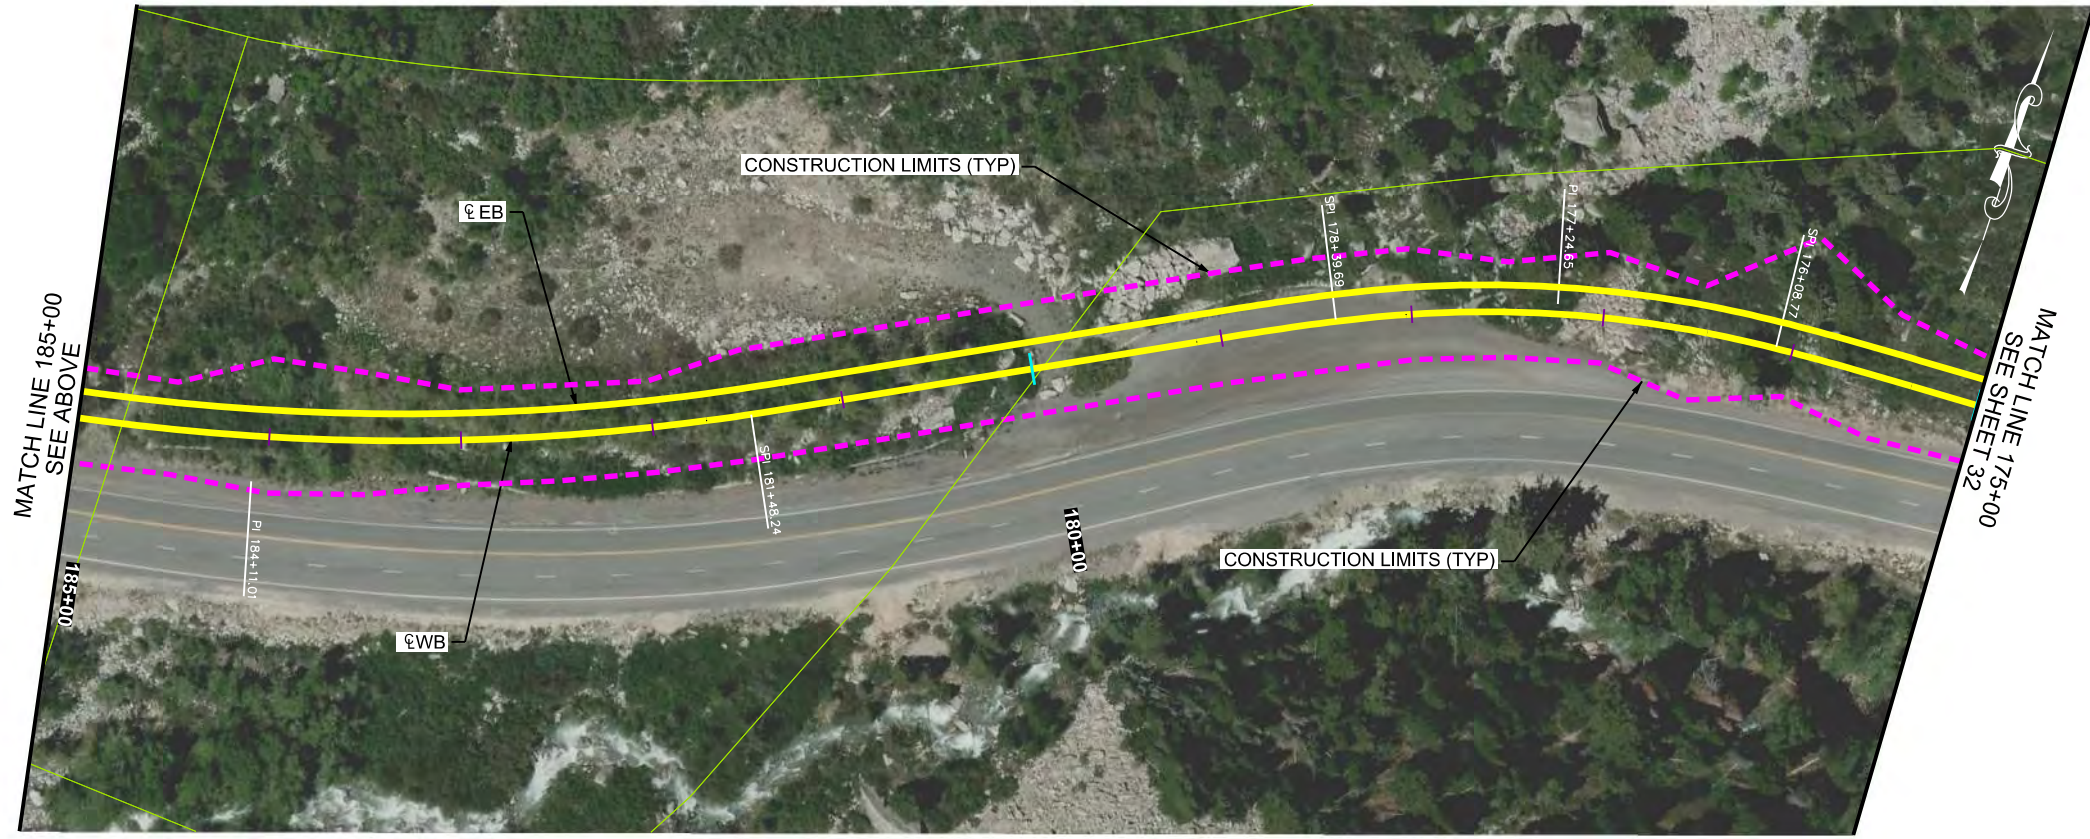 CONSTRUCTION LIMITS (TYP)
℄ EB
SPI 178+39.69
PI 177+24.65
SPI 176+08.77
MATCH LINE 185+00
SEE ABOVE
MATCH LINE 175+00
SEE SHEET 32
SPI 181+48.24
PI 184+11.01
180+00
CONSTRUCTION LIMITS (TYP)
185+00
℄ WB